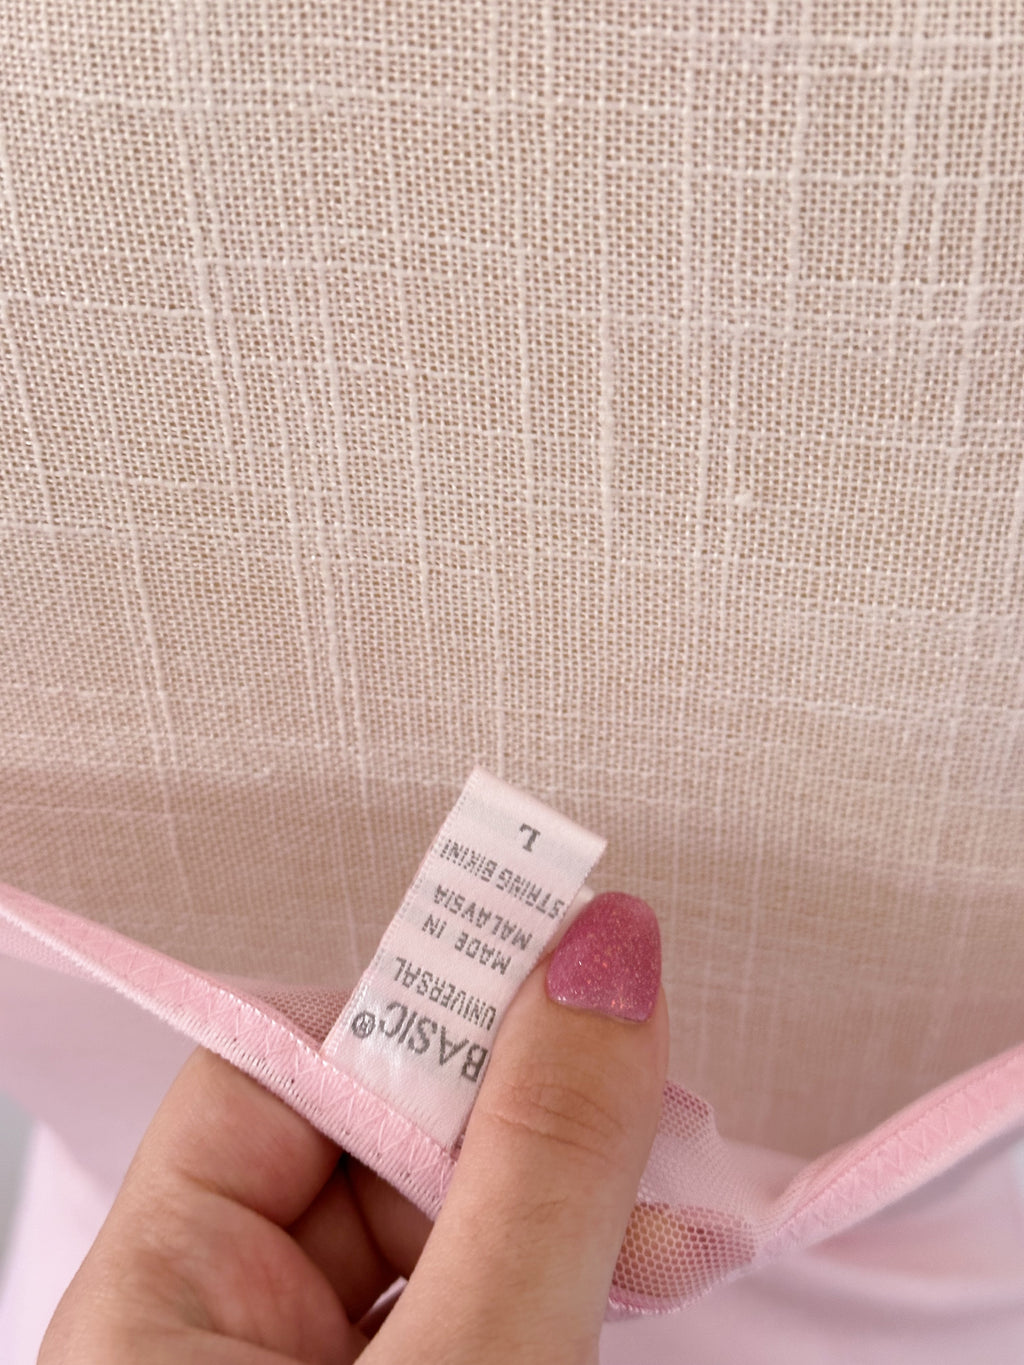 BASIC®
UNIVERSAL
MADE IN
MALAYSIA
STRING BIKINI
L